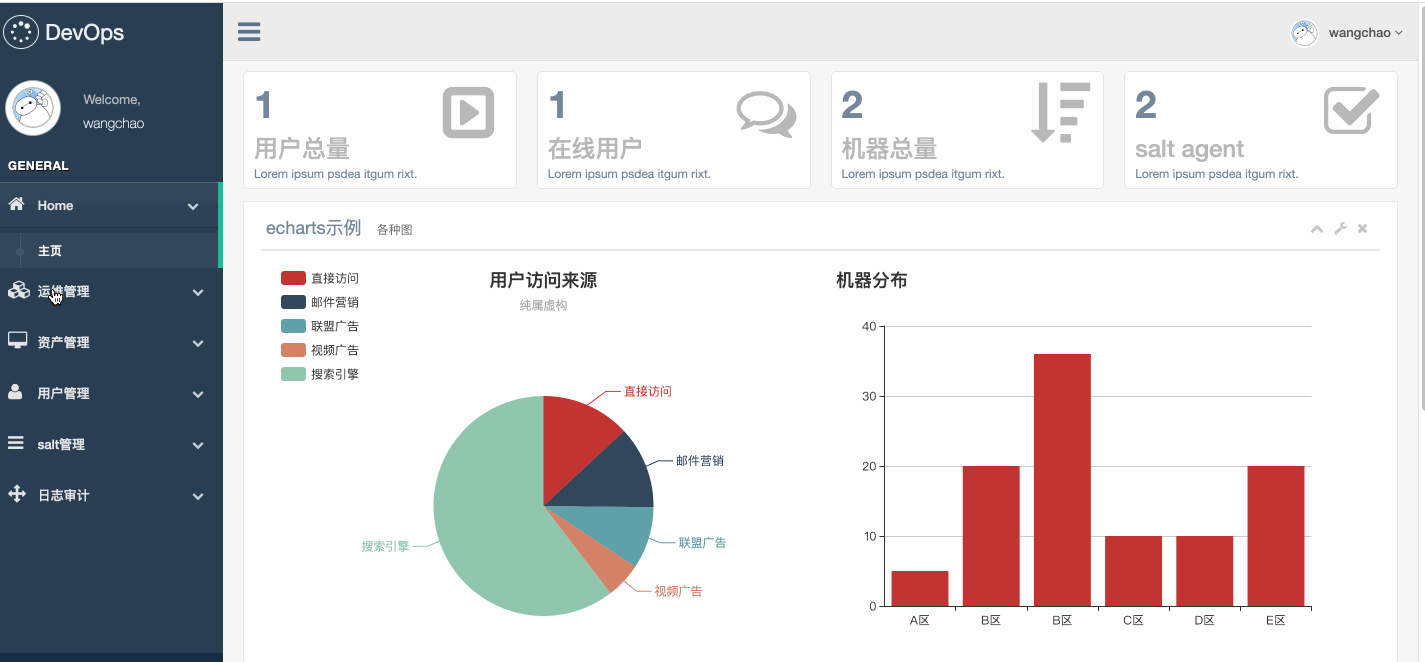 DevOps
wangchao
Welcome,
wangchao
GENERAL
Home
主页
运维管理
资产管理
用户管理
salt管理
日志审计
1
用户总量
Lorem ipsum psdea itgum rixt.
1
在线用户
Lorem ipsum psdea itgum rixt.
2
机器总量
Lorem ipsum psdea itgum rixt.
2
salt agent
Lorem ipsum psdea itgum rixt.
echarts示例 各种图
直接访问
邮件营销
联盟广告
视频广告
搜索引擎
用户访问来源
纯属虚构
直接访问
邮件营销
联盟广告
视频广告
搜索引擎
机器分布
40
30
20
10
0
A区 B区 B区 C区 D区 E区